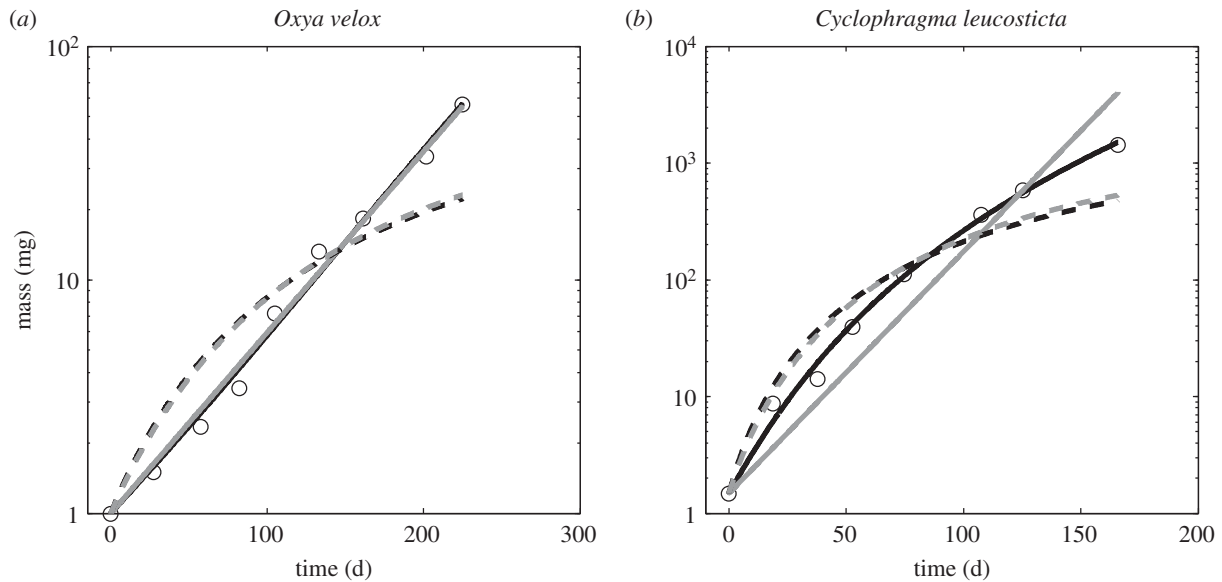 (a) Oxya velox
10²
10
1
mass (mg)
0 100 200 300
time (d)
(b) Cyclophragma leucosticta
10⁴
10³
10²
10
1
0 50 100 150 200
time (d)